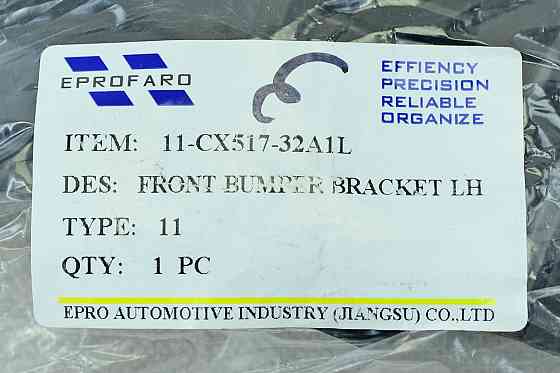 EPROFARO
EFFIENCY
PRECISION
RELIABLE
ORGANIZE
ITEM: 11-CX517-32A1L
DES: FRONT BUMPER BRACKET LH
TYPE: 11
QTY: 1 PC
EPRO AUTOMOTIVE INDUSTRY (JIANGSU) CO.,LTD